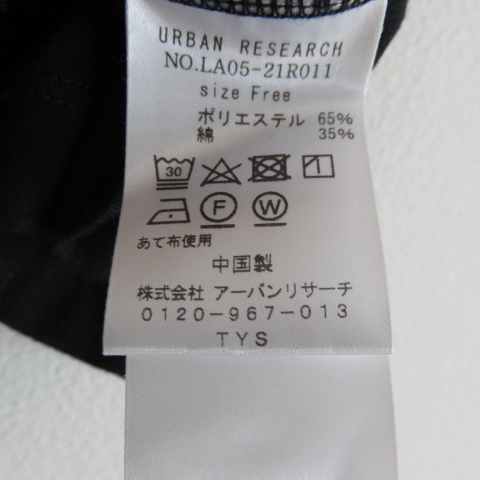 URBAN RESEARCH
NO.LA05-21R011
size Free
ポリエステル 65%
綿 35%
30
F W
あて布使用
中国製
株式会社 アーバンリサーチ
0120-967-013
TYS